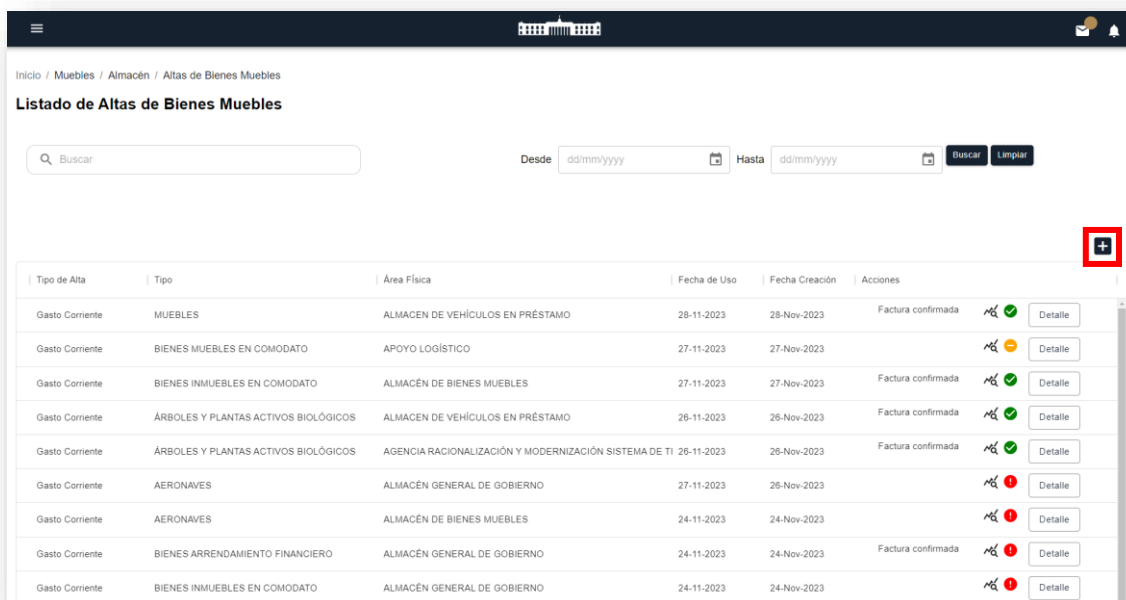 Inicio / Muebles / Almacén / Altas de Bienes Muebles
Listado de Altas de Bienes Muebles
Buscar Desde dd/mm/yyyy Hasta dd/mm/yyyy Buscar Limpiar
Tipo de Alta Tipo Área Física Fecha de Uso Fecha Creación Acciones
Gasto Corriente MUEBLES ALMACEN DE VEHÍCULOS EN PRÉSTAMO 28-11-2023 28-Nov-2023 Factura confirmada Detalle
Gasto Corriente BIENES MUEBLES EN COMODATO APOYO LOGÍSTICO 27-11-2023 27-Nov-2023 Detalle
Gasto Corriente BIENES INMUEBLES EN COMODATO ALMACÉN DE BIENES MUEBLES 27-11-2023 27-Nov-2023 Factura confirmada Detalle
Gasto Corriente ÁRBOLES Y PLANTAS ACTIVOS BIOLÓGICOS ALMACEN DE VEHÍCULOS EN PRÉSTAMO 26-11-2023 26-Nov-2023 Factura confirmada Detalle
Gasto Corriente ÁRBOLES Y PLANTAS ACTIVOS BIOLÓGICOS AGENCIA RACIONALIZACIÓN Y MODERNIZACIÓN SISTEMA DE TI 26-11-2023 26-Nov-2023 Factura confirmada Detalle
Gasto Corriente AERONAVES ALMACÉN GENERAL DE GOBIERNO 27-11-2023 26-Nov-2023 Detalle
Gasto Corriente AERONAVES ALMACÉN DE BIENES MUEBLES 24-11-2023 24-Nov-2023 Detalle
Gasto Corriente BIENES ARRENDAMIENTO FINANCIERO ALMACÉN GENERAL DE GOBIERNO 24-11-2023 24-Nov-2023 Factura confirmada Detalle
Gasto Corriente BIENES INMUEBLES EN COMODATO ALMACÉN GENERAL DE GOBIERNO 24-11-2023 24-Nov-2023 Detalle